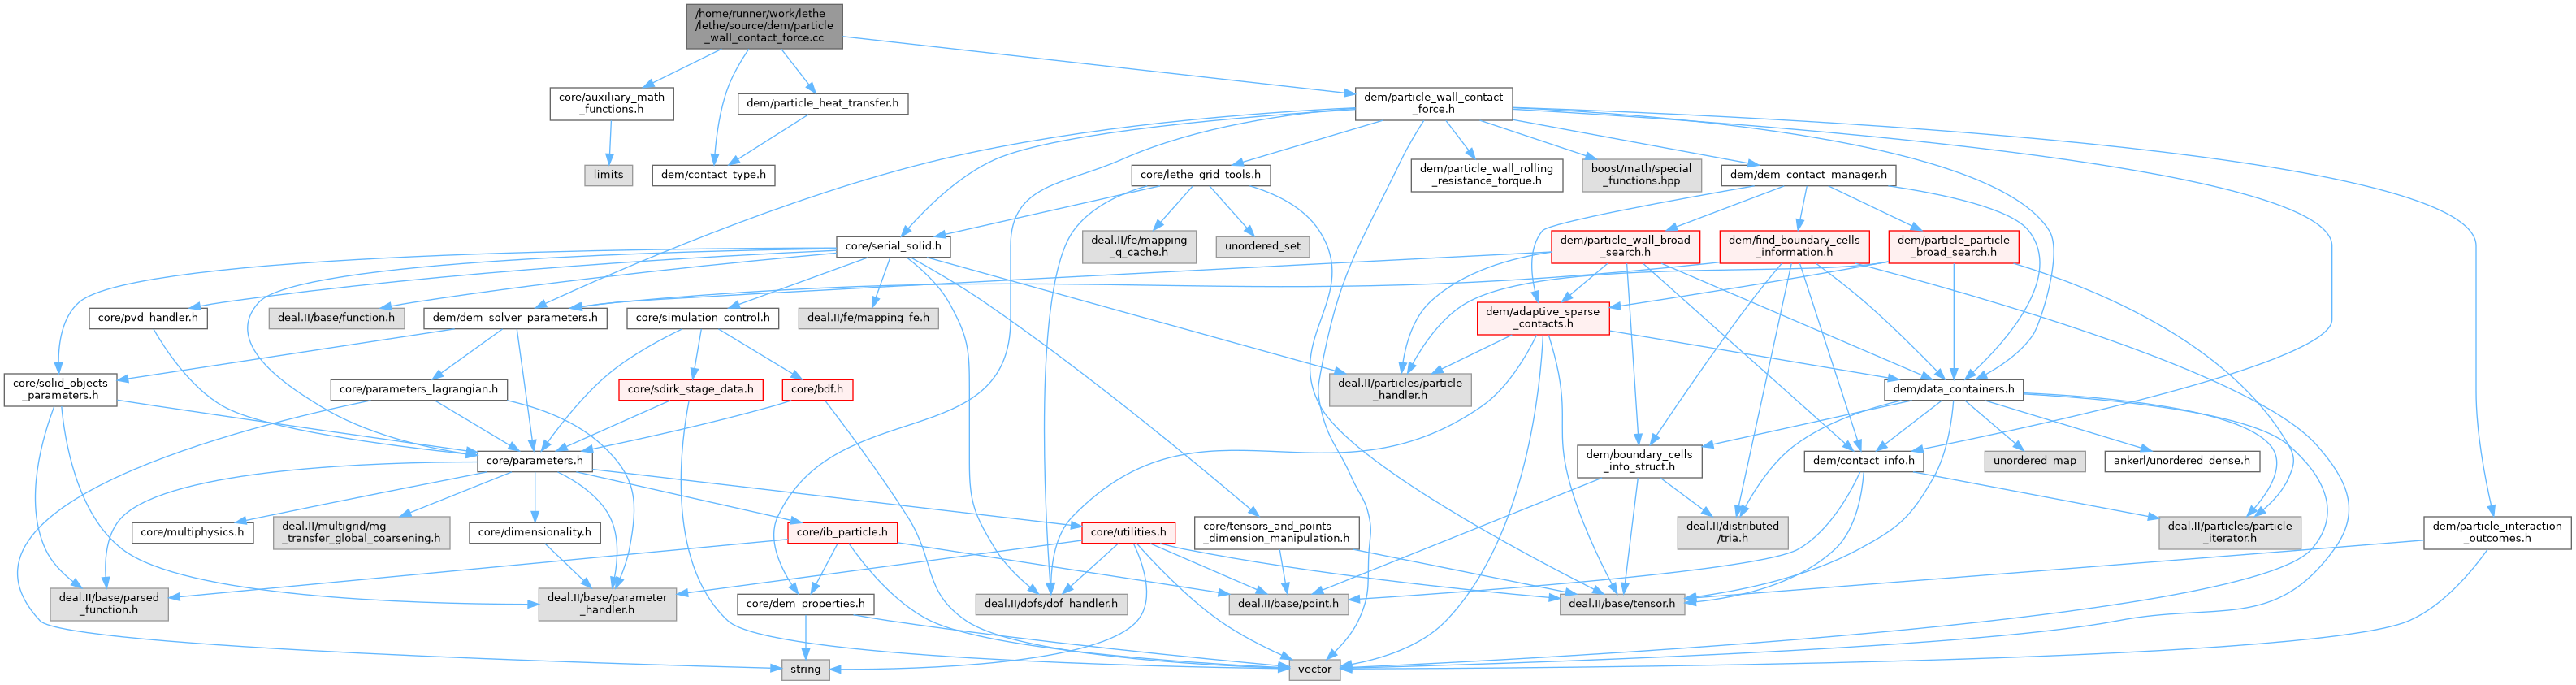 /home/runner/work/lethe
/lethe/source/dem/particle
_wall_contact_force.cc
core/auxiliary_math
_functions.h
dem/particle_heat_transfer.h
dem/particle_wall_contact
_force.h
limits
dem/contact_type.h
core/lethe_grid_tools.h
dem/particle_wall_rolling
_resistance_torque.h
boost/math/special
_functions.hpp
dem/dem_contact_manager.h
core/serial_solid.h
deal.II/fe/mapping
_q_cache.h
unordered_set
dem/particle_wall_broad
_search.h
dem/find_boundary_cells
_information.h
dem/particle_particle
_broad_search.h
core/pvd_handler.h
deal.II/base/function.h
dem/dem_solver_parameters.h
core/simulation_control.h
deal.II/fe/mapping_fe.h
dem/adaptive_sparse
_contacts.h
core/solid_objects
_parameters.h
core/parameters_lagrangian.h
core/sdirk_stage_data.h
core/bdf.h
deal.II/particles/particle
_handler.h
dem/data_containers.h
core/parameters.h
dem/boundary_cells
_info_struct.h
dem/contact_info.h
unordered_map
ankerl/unordered_dense.h
core/multiphysics.h
deal.II/multigrid/mg
_transfer_global_coarsening.h
core/dimensionality.h
core/ib_particle.h
core/utilities.h
core/tensors_and_points
_dimension_manipulation.h
deal.II/distributed
/tria.h
deal.II/particles/particle
_iterator.h
dem/particle_interaction
_outcomes.h
deal.II/base/parsed
_function.h
deal.II/base/parameter
_handler.h
core/dem_properties.h
deal.II/dofs/dof_handler.h
deal.II/base/point.h
deal.II/base/tensor.h
string
vector